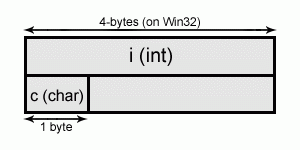 4-bytes (on Win32)
i (int)
c (char)
1 byte